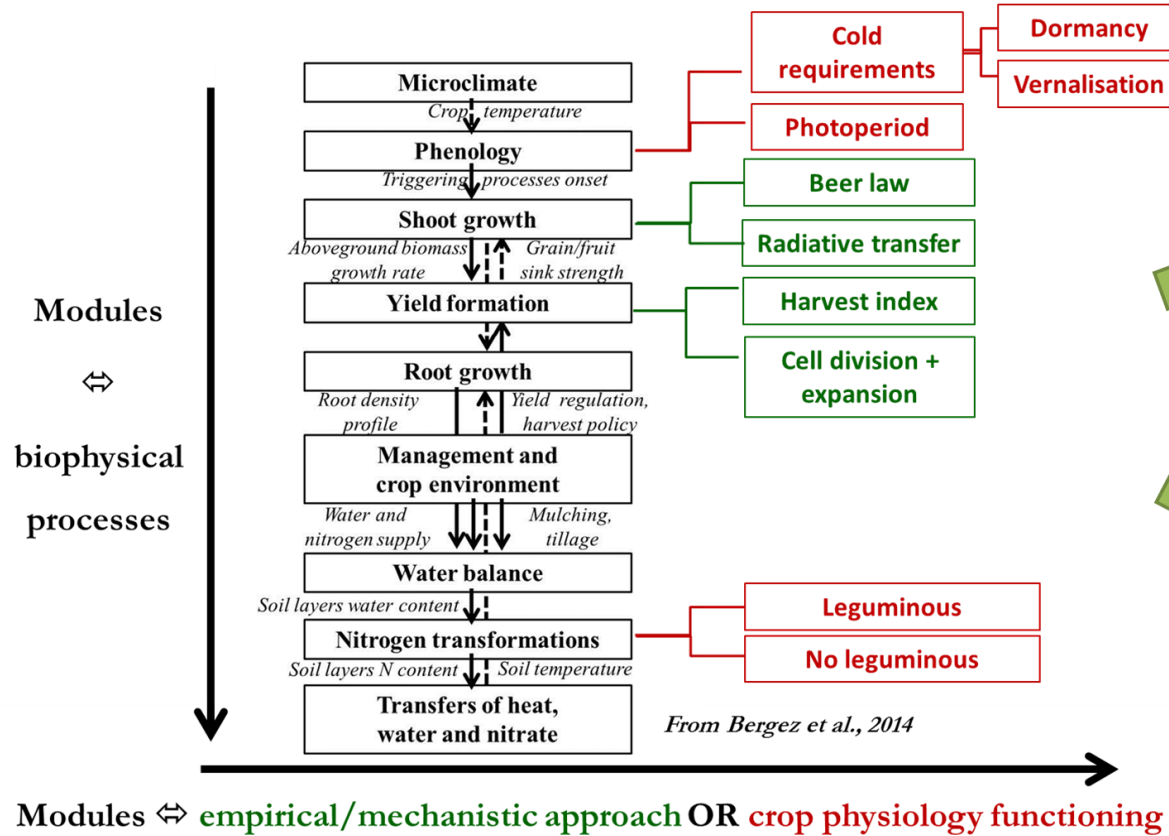 Microclimate
Crop temperature
Phenology
Triggering processes onset
Shoot growth
Aboveground biomass
growth rate
Grain/fruit
sink strength
Yield formation
Root growth
Root density
profile
Yield regulation,
harvest policy
Management and
crop environment
Water and
nitrogen supply
Mulching,
tillage
Water balance
Soil layers water content
Nitrogen transformations
Soil layers N content
Soil temperature
Transfers of heat,
water and nitrate
Cold
requirements
Dormancy
Vernalisation
Photoperiod
Beer law
Radiative transfer
Harvest index
Cell division +
expansion
Leguminous
No leguminous
Modules
⇔
biophysical
processes
From Bergez et al., 2014
Modules ⇔ empirical/mechanistic approach OR crop physiology functioning